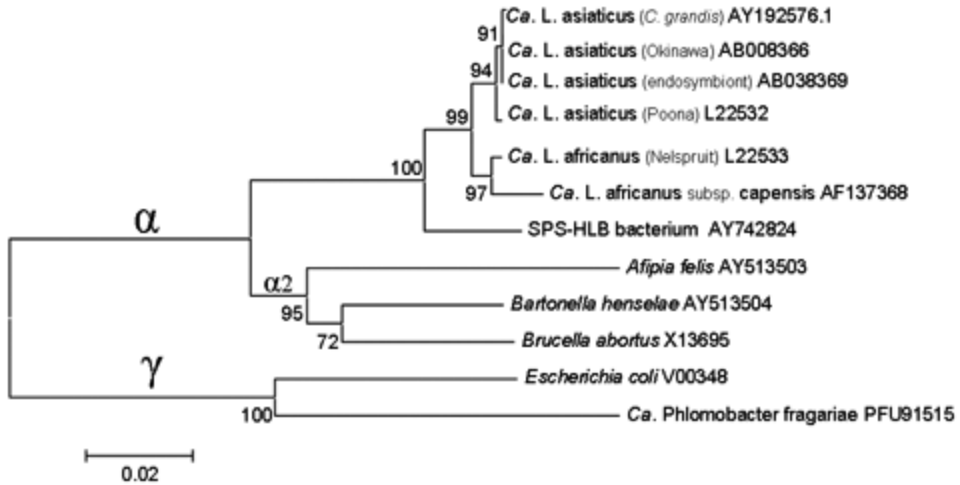 Ca. L. asiaticus (C. grandis) AY192576.1
91
Ca. L. asiaticus (Okinawa) AB008366
94
Ca. L. asiaticus (endosymbiont) AB038369
99
Ca. L. asiaticus (Poona) L22532
Ca. L. africanus (Nelspruit) L22533
100
97
Ca. L. africanus subsp. capensis AF137368
α
SPS-HLB bacterium AY742824
Afipia felis AY513503
α2
95
Bartonella henselae AY513504
72
Brucella abortus X13695
γ
Escherichia coli V00348
100
Ca. Phlomobacter fragariae PFU91515
0.02